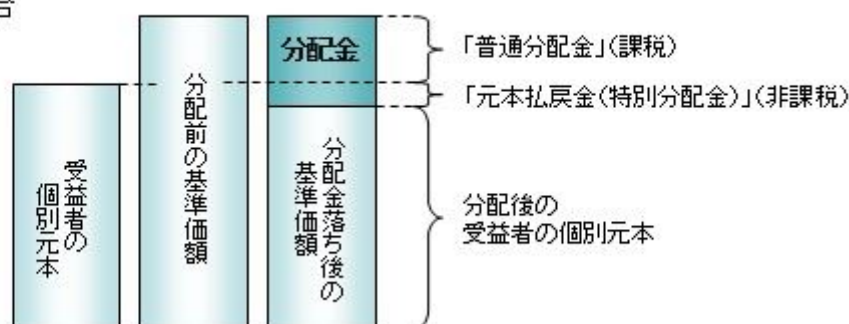 分配金
「普通分配金」(課税)
「元本払戻金(特別分配金)」(非課税)
受益者の
個別元本
分配前の基準価額
分配金落ち後の
基準価額
分配後の
受益者の個別元本